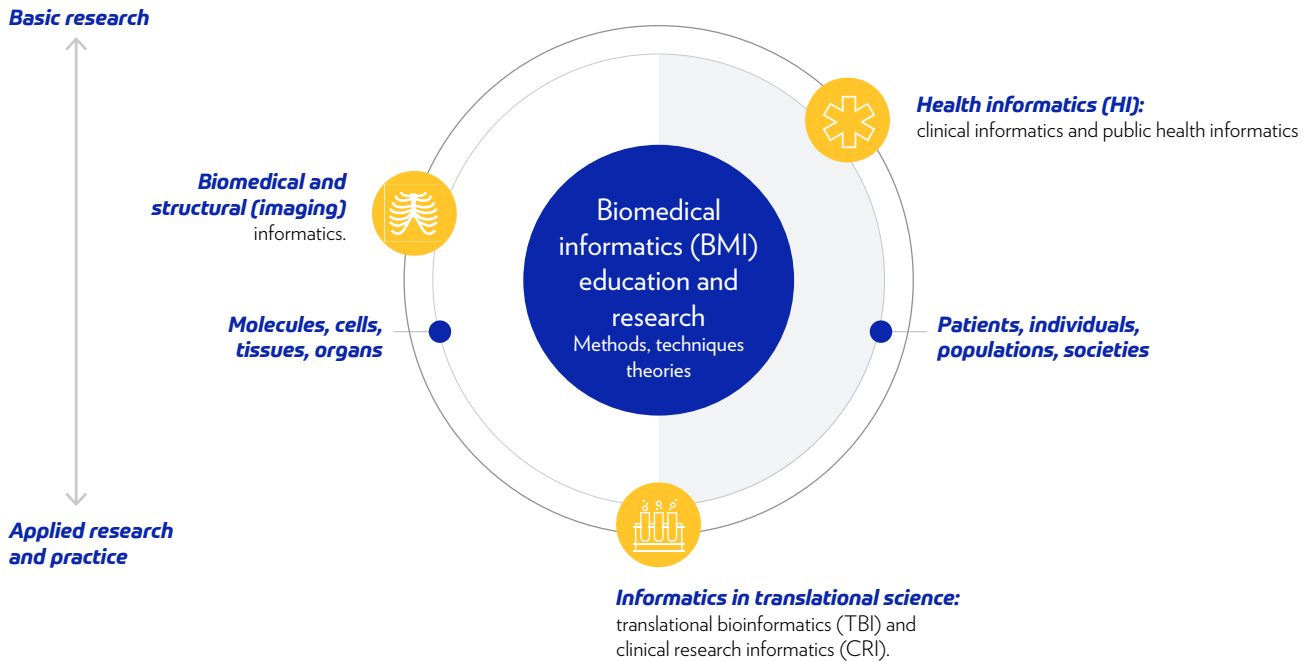 Basic research
Applied research
and practice
Biomedical and
structural (imaging)
informatics.
Molecules, cells,
tissues, organs
Biomedical
informatics (BMI)
education and
research
Methods, techniques
theories
Health informatics (HI):
clinical informatics and public health informatics
Patients, individuals,
populations, societies
Informatics in translational science:
translational bioinformatics (TBI) and
clinical research informatics (CRI).